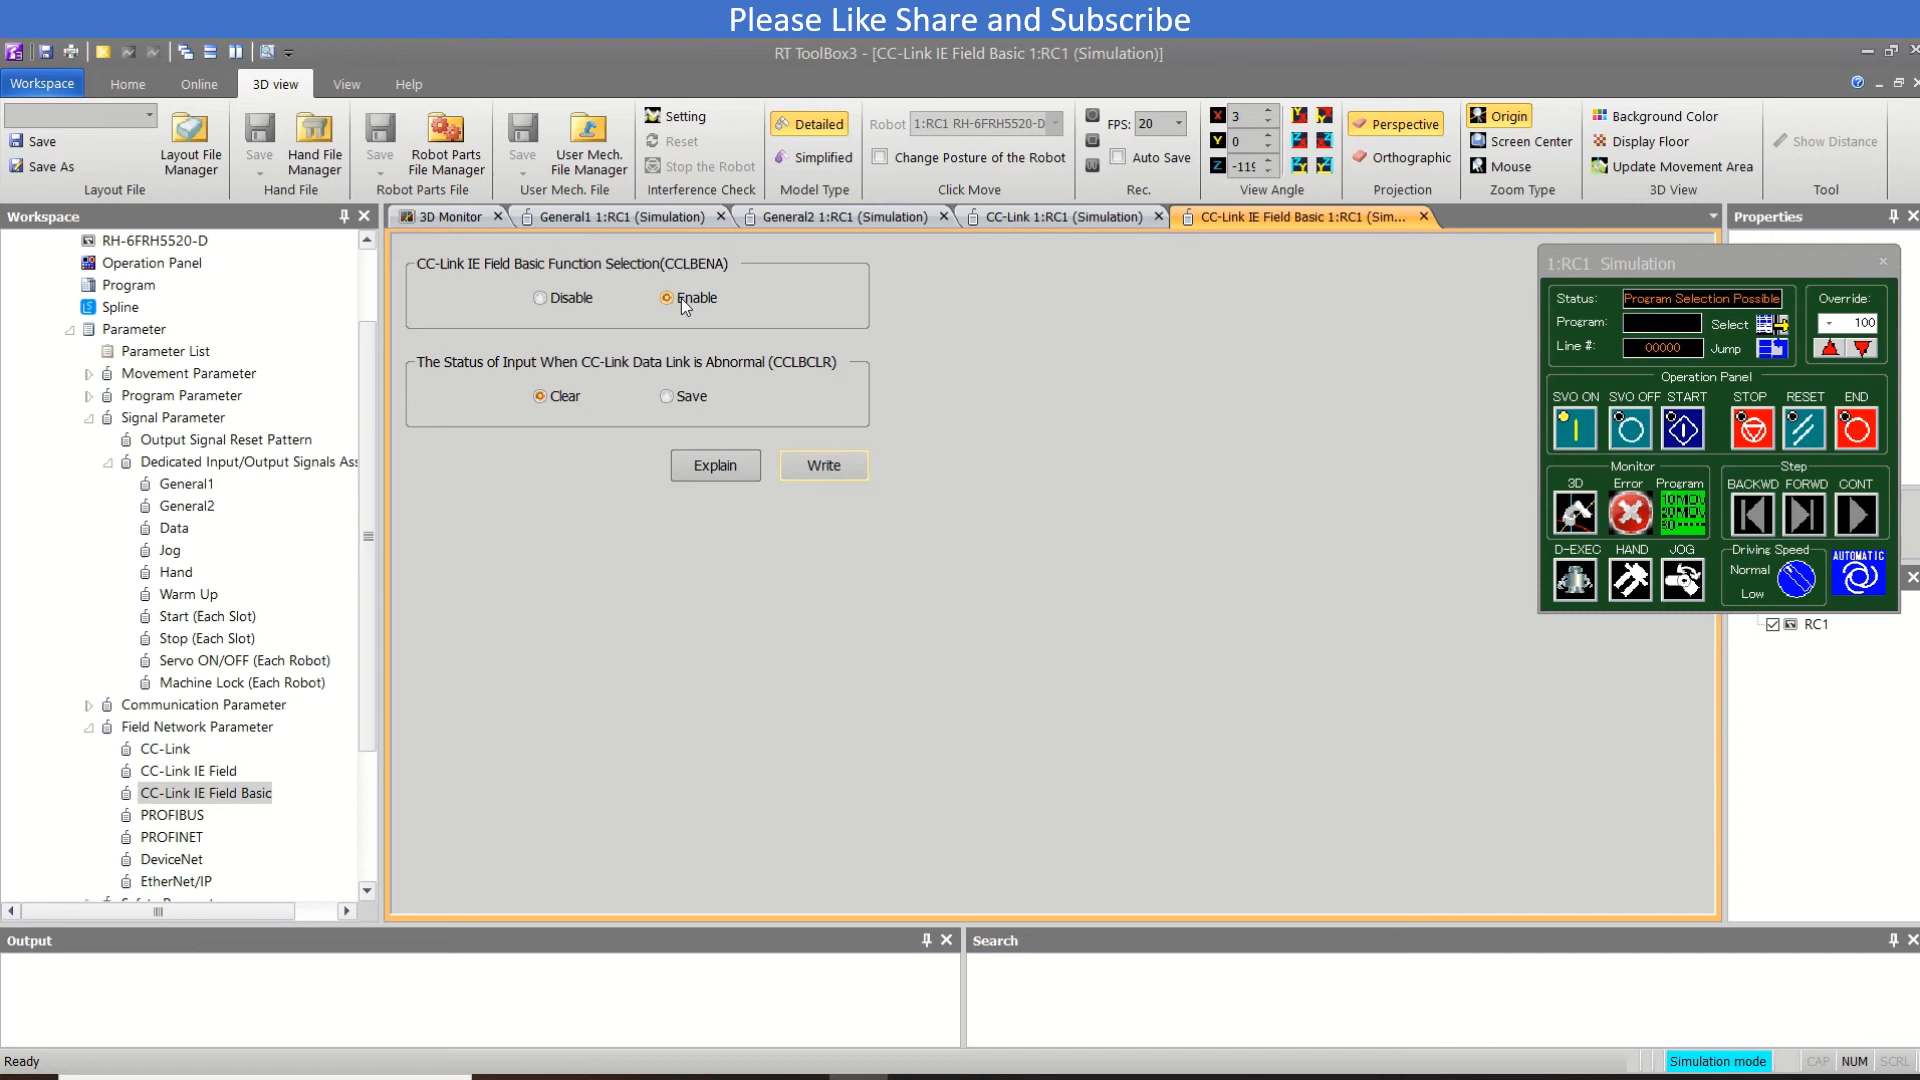 Please Like Share and Subscribe
RT ToolBox3 - [CC-Link IE Field Basic 1:RC1 (Simulation)]
Workspace
Home
Online
3D view
View
Help
Save
Save As
Layout File Manager
Layout File
Save
Hand File Manager
Hand File
Save
Robot Parts File Manager
Robot Parts File
Save
User Mech. File Manager
User Mech. File
Setting
Reset
Stop the Robot
Interference Check
Detailed
Simplified
Model Type
Robot 1:RC1 RH-6FRH5520-D
Change Posture of the Robot
Click Move
FPS: 20
Auto Save
Rec.
X 3
Y 0
Z -119
View Angle
Perspective
Orthographic
Projection
Origin
Screen Center
Mouse
Zoom Type
Background Color
Display Floor
Update Movement Area
3D View
Show Distance
Tool
Workspace
RH-6FRH5520-D
Operation Panel
Program
Spline
Parameter
Parameter List
Movement Parameter
Program Parameter
Signal Parameter
Output Signal Reset Pattern
Dedicated Input/Output Signals Ass
General1
General2
Data
Jog
Hand
Warm Up
Start (Each Slot)
Stop (Each Slot)
Servo ON/OFF (Each Robot)
Machine Lock (Each Robot)
Communication Parameter
Field Network Parameter
CC-Link
CC-Link IE Field
CC-Link IE Field Basic
PROFIBUS
PROFINET
DeviceNet
EtherNet/IP
3D Monitor
General1 1:RC1 (Simulation)
General2 1:RC1 (Simulation)
CC-Link 1:RC1 (Simulation)
CC-Link IE Field Basic 1:RC1 (Sim...
CC-Link IE Field Basic Function Selection(CCLBENA)
Disable
Enable
The Status of Input When CC-Link Data Link is Abnormal (CCLBCLR)
Clear
Save
Explain
Write
Properties
1:RC1 Simulation
Status: Program Selection Possible
Override:
Program:
Select
100
Line #: 00000
Jump
Operation Panel
SVO ON
SVO OFF
START
STOP
RESET
END
Monitor
Step
3D
Error
Program
BACKWD
FORWD
CONT
D-EXEC
HAND
JOG
Driving Speed
Normal
Low
AUTOMATIC
RC1
Output
Search
Ready
Simulation mode
CAP
NUM
SCRL